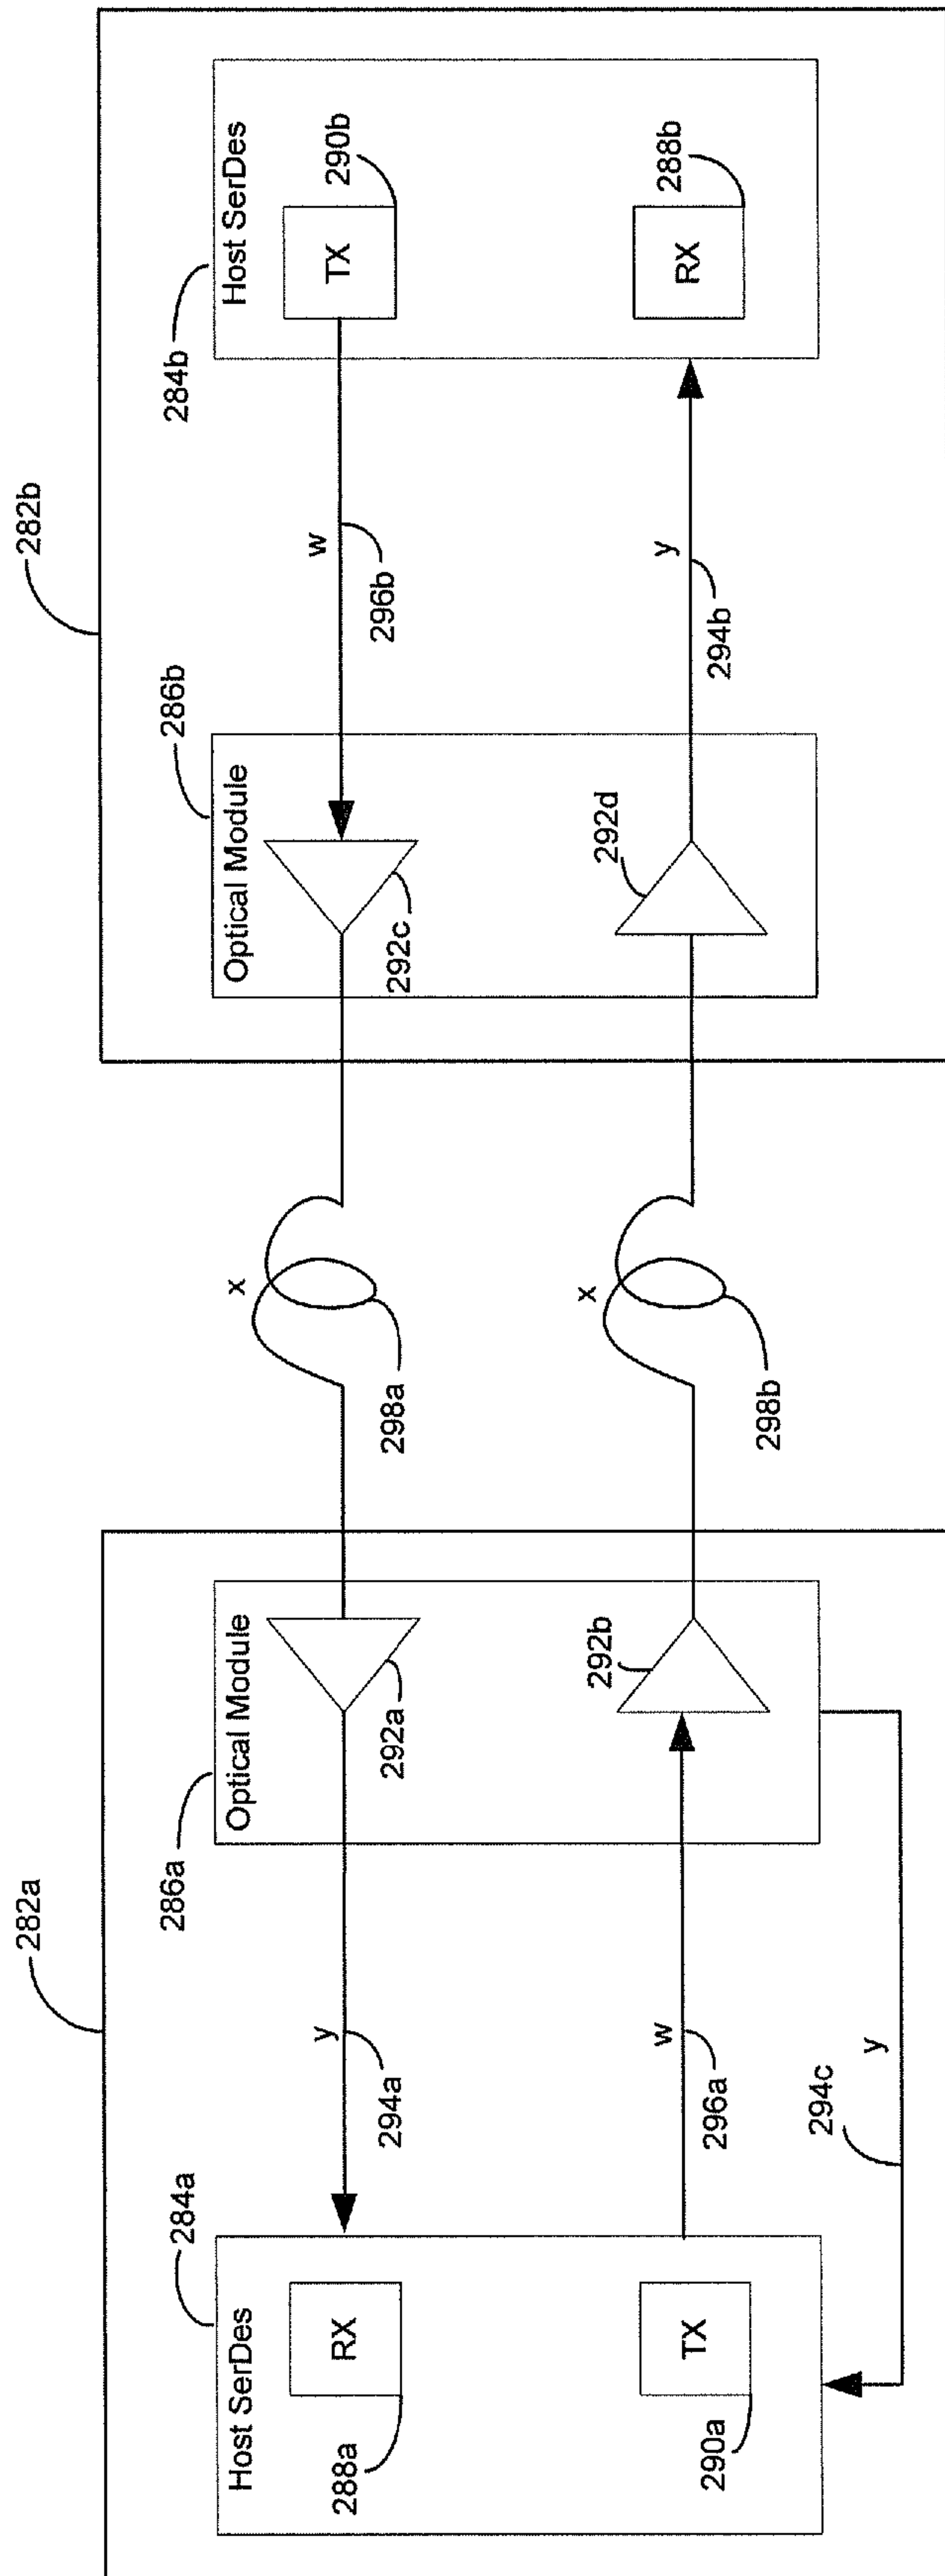 282a
284a
Host SerDes
RX
288a
TX
290a
y
294a
w
296a
294c
y
286a
Optical Module
292a
292b
x
298a
x
298b
282b
286b
Optical Module
292c
292d
w
296b
y
294b
284b
Host SerDes
TX
290b
RX
288b